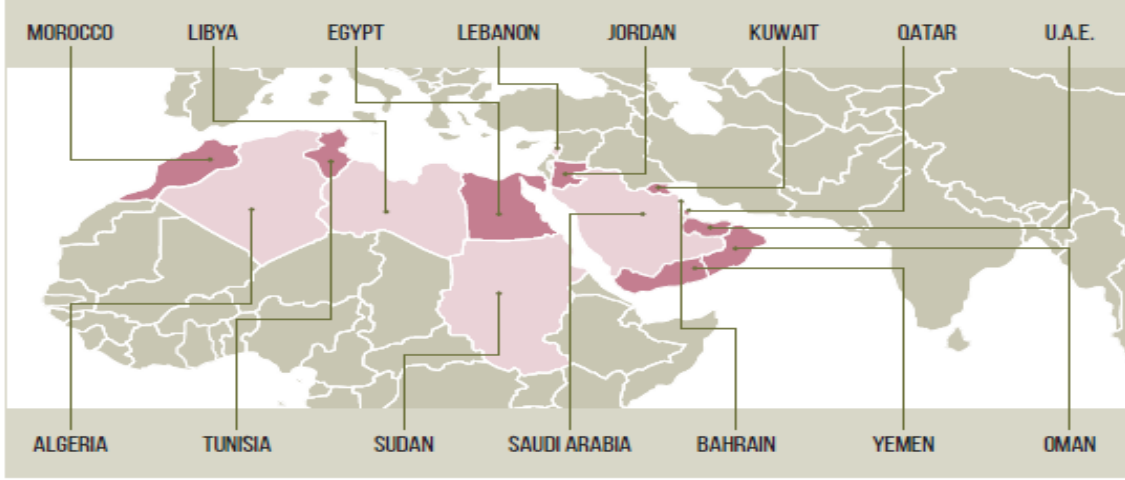 MOROCCO LIBYA EGYPT LEBANON JORDAN KUWAIT QATAR U.A.E.
ALGERIA TUNISIA SUDAN SAUDI ARABIA BAHRAIN YEMEN OMAN